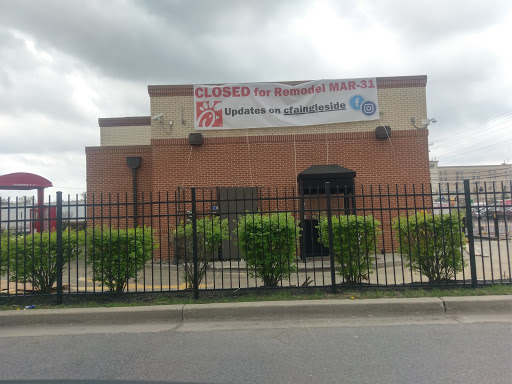 CLOSED for Remodel MAR-31
Updates on cfaingleside